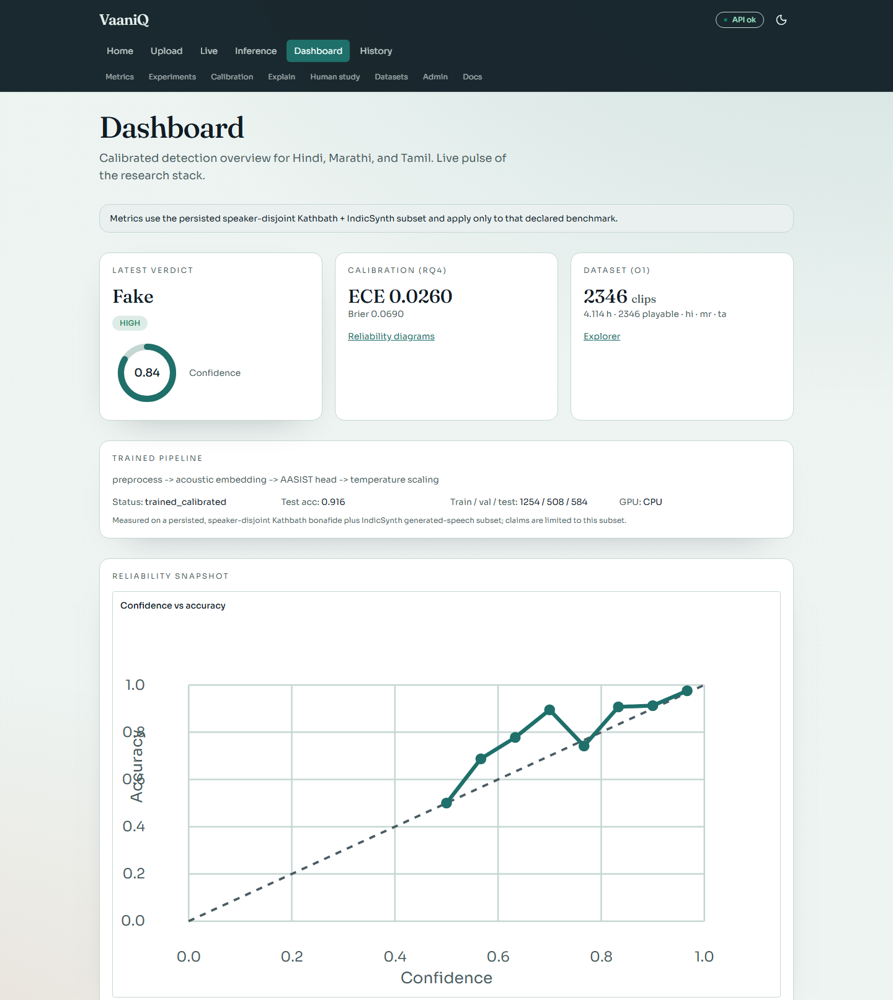 VaaniQ
API ok
Home Upload Live Inference Dashboard History
Metrics Experiments Calibration Explain Human study Datasets Admin Docs
Dashboard
Calibrated detection overview for Hindi, Marathi, and Tamil. Live pulse of
the research stack.
Metrics use the persisted speaker-disjoint Kathbath + IndicSynth subset and apply only to that declared benchmark.
LATEST VERDICT
Fake
HIGH
0.84
Confidence
CALIBRATION (RQ4)
ECE 0.0260
Brier 0.0690
Reliability diagrams
DATASET (O1)
2346 clips
4.114 h · 2346 playable · hi · mr · ta
Explorer
TRAINED PIPELINE
preprocess -> acoustic embedding -> AASIST head -> temperature scaling
Status: trained_calibrated Test acc: 0.916 Train / val / test: 1254 / 508 / 584 GPU: CPU
Measured on a persisted, speaker-disjoint Kathbath bonafide plus IndicSynth generated-speech subset; claims are limited to this subset.
RELIABILITY SNAPSHOT
Confidence vs accuracy
1.0
0.8
0.6
0.4
0.2
0.0
Accuracy
0.0 0.2 0.4 0.6 0.8 1.0
Confidence